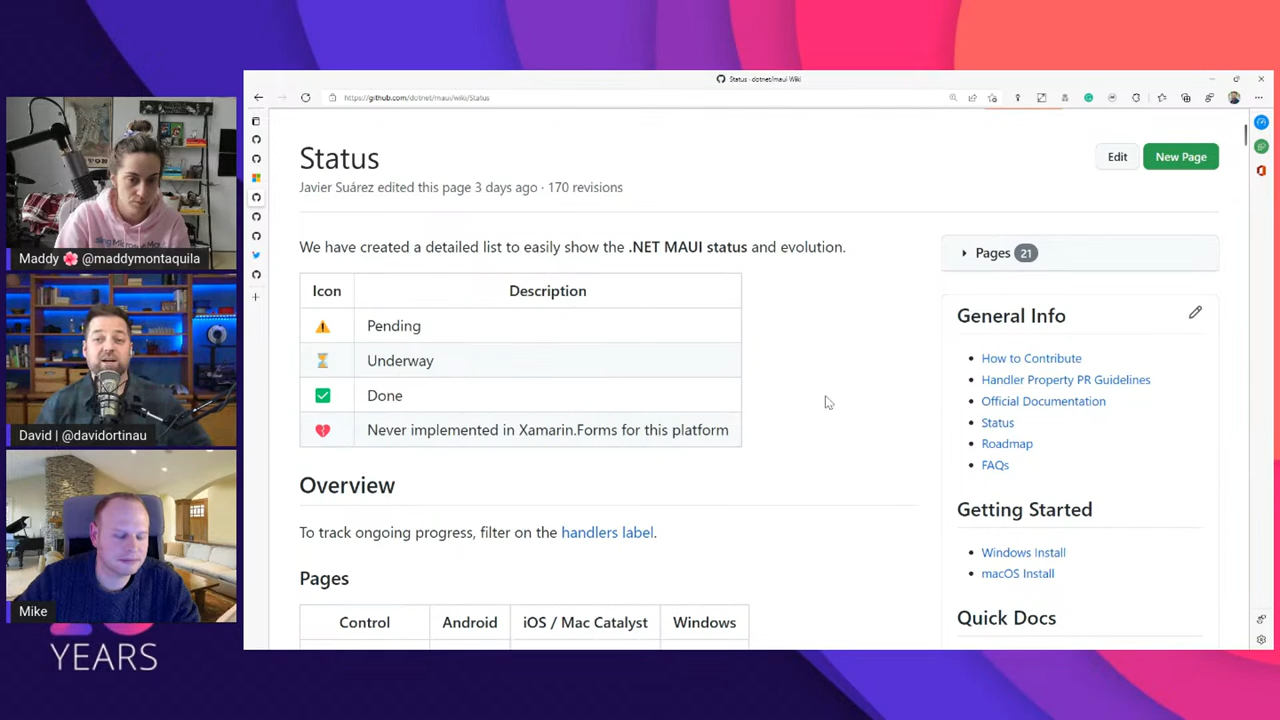 Status - dotnet/maui Wiki
https://github.com/dotnet/maui/wiki/Status
Status
Javier Suárez edited this page 3 days ago · 170 revisions
Edit
New Page
We have created a detailed list to easily show the .NET MAUI status and evolution.
Icon Description
⚠️ Pending
⏳ Underway
✅ Done
💔 Never implemented in Xamarin.Forms for this platform
Overview
To track ongoing progress, filter on the handlers label.
Pages
Control Android iOS / Mac Catalyst Windows
Pages 21
General Info
How to Contribute
Handler Property PR Guidelines
Official Documentation
Status
Roadmap
FAQs
Getting Started
Windows Install
macOS Install
Quick Docs
Maddy 🌺 @maddymontaquila
David | @davidortinau
Mike
YEARS